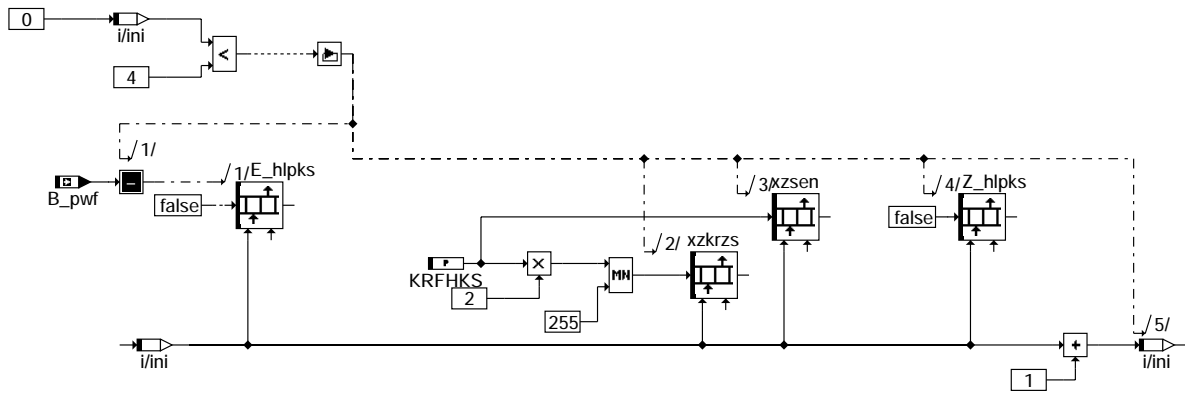 0
i/ini
<
4
1/
B_pwf
1/E_hlpks
false
3/xzsen
4/Z_hlpks
false
2/ xzkrzs
P
KRFHKS
×
2
MN
255
i/ini
+
5/
i/ini
1